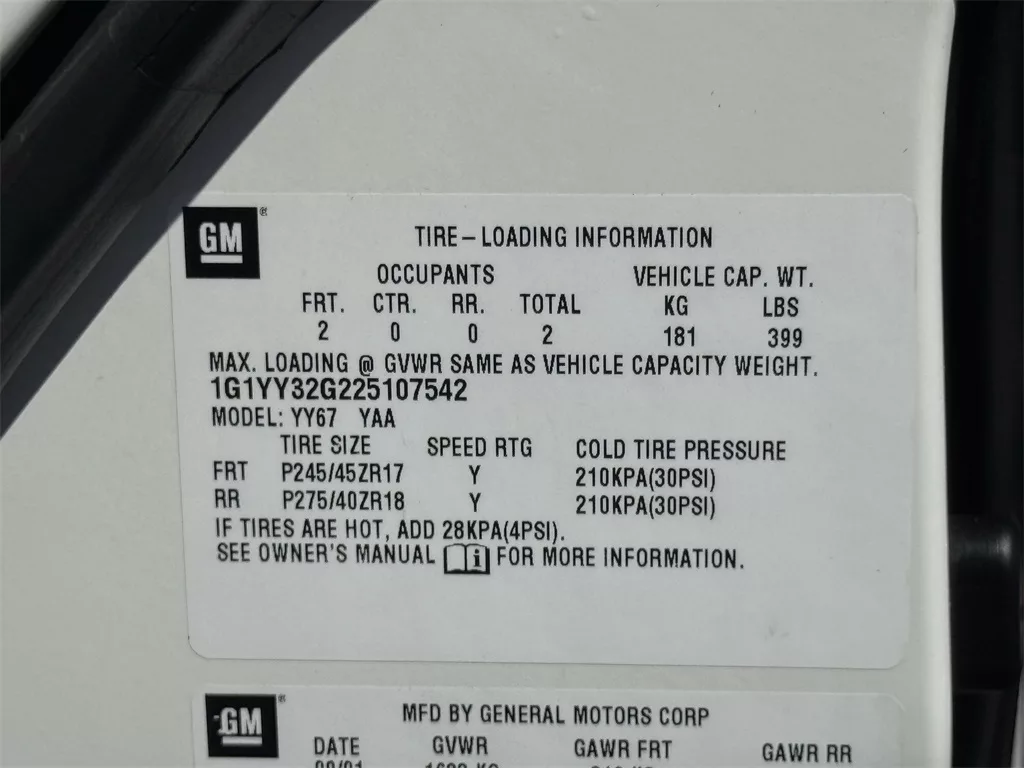 GM® TIRE–LOADING INFORMATION
OCCUPANTS VEHICLE CAP. WT.
FRT. CTR. RR. TOTAL KG LBS
2 0 0 2 181 399
MAX. LOADING @ GVWR SAME AS VEHICLE CAPACITY WEIGHT.
1G1YY32G225107542
MODEL: YY67 YAA
TIRE SIZE SPEED RTG COLD TIRE PRESSURE
FRT P245/45ZR17 Y 210KPA(30PSI)
RR P275/40ZR18 Y 210KPA(30PSI)
IF TIRES ARE HOT, ADD 28KPA(4PSI).
SEE OWNER'S MANUAL i FOR MORE INFORMATION.
GM® MFD BY GENERAL MOTORS CORP
DATE GVWR GAWR FRT GAWR RR